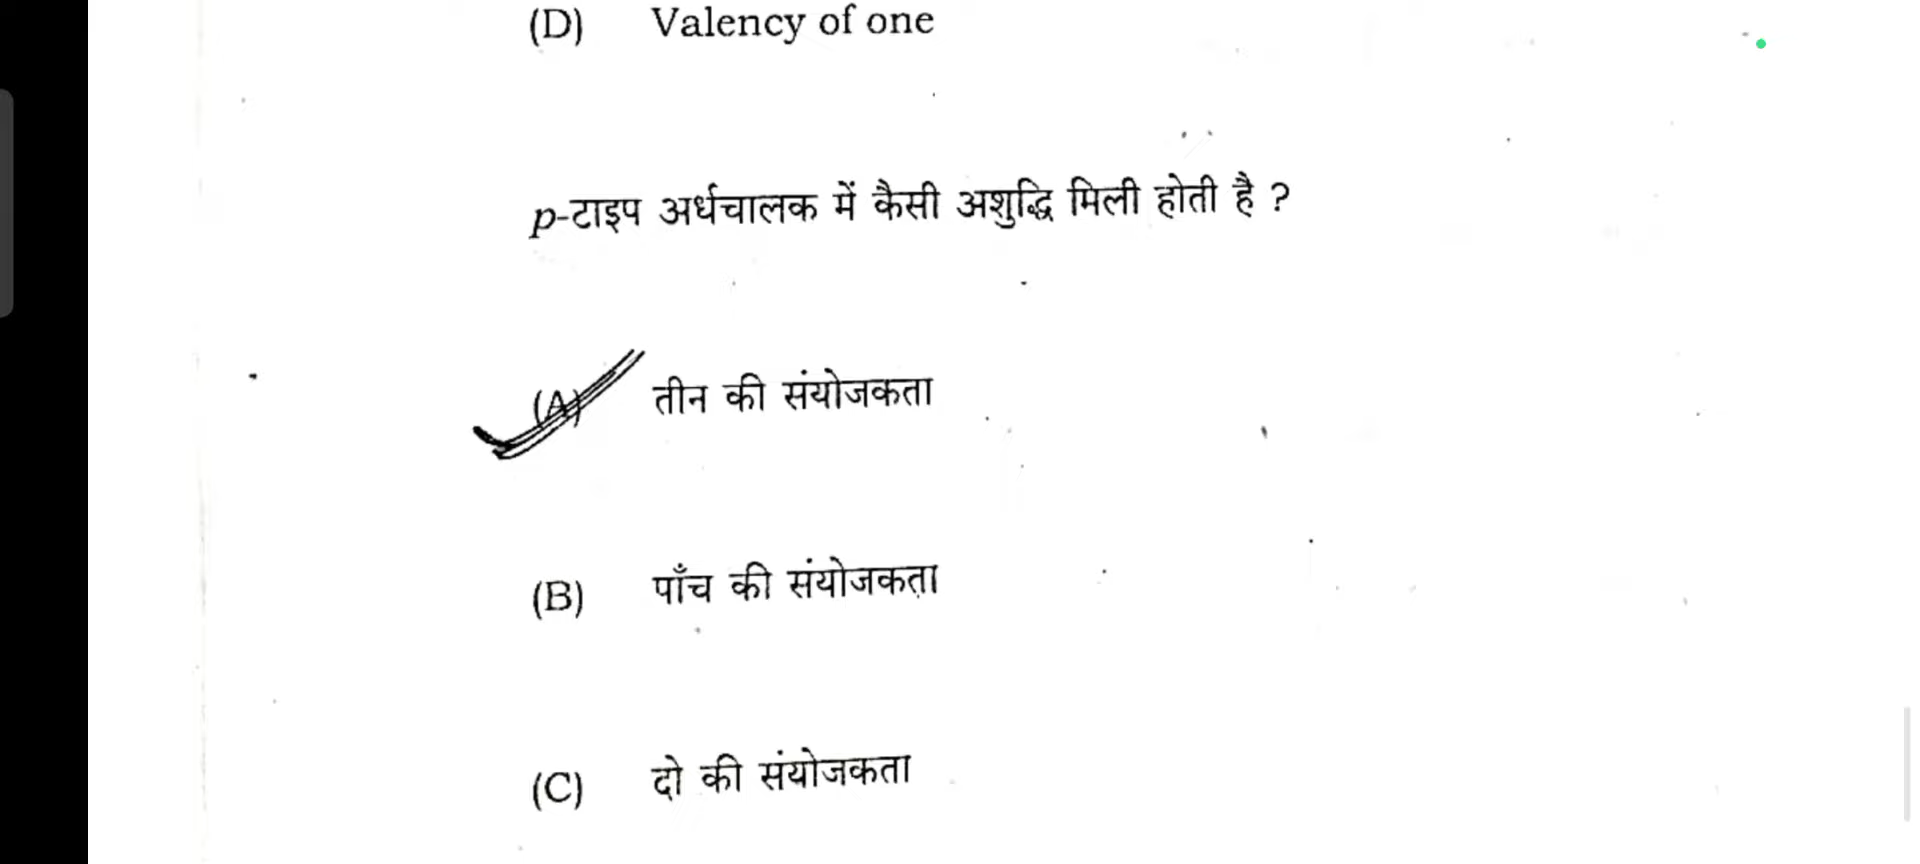 (D) Valency of one
p-टाइप अर्धचालक में कैसी अशुद्धि मिली होती है ?
(A) तीन की संयोजकता
(B) पाँच की संयोजकता
(C) दो की संयोजकता